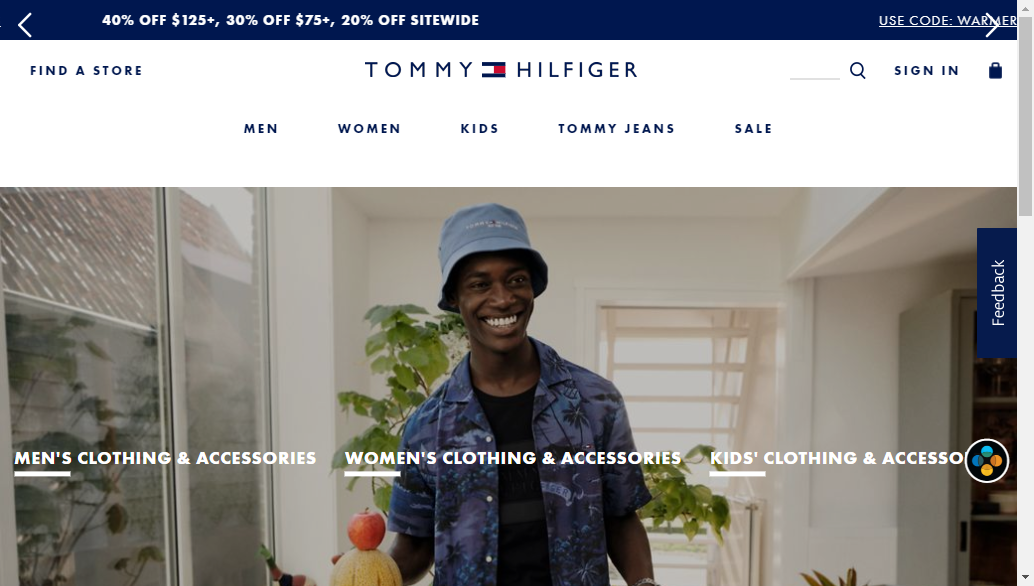 40% OFF $125+, 30% OFF $75+, 20% OFF SITEWIDE
USE CODE: WARMER
FIND A STORE
TOMMY HILFIGER
SIGN IN
MEN
WOMEN
KIDS
TOMMY JEANS
SALE
Feedback
MEN'S CLOTHING & ACCESSORIES
WOMEN'S CLOTHING & ACCESSORIES
KIDS' CLOTHING & ACCESSO